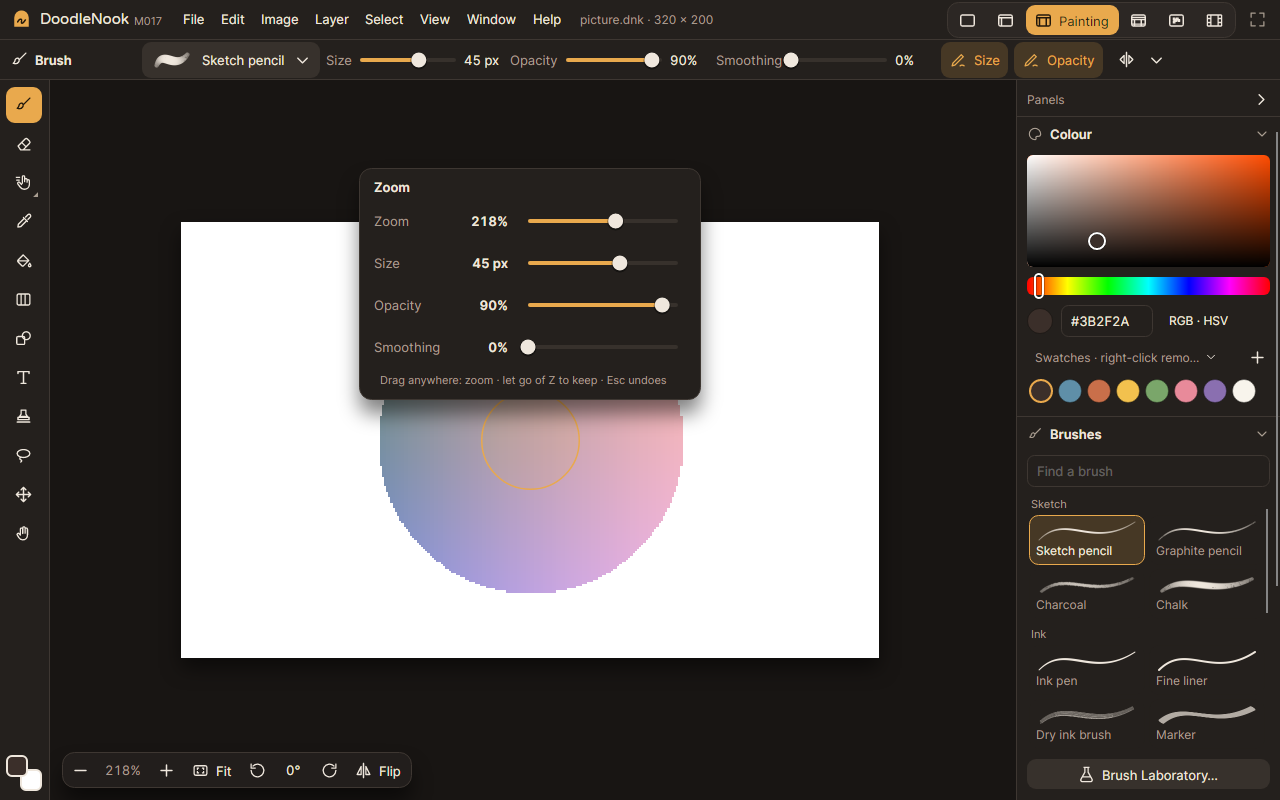 DoodleNook M017 File Edit Image Layer Select View Window Help picture.dnk · 320 × 200 Painting
Brush Sketch pencil Size 45 px Opacity 90% Smoothing 0% Size Opacity
Panels
Colour
Zoom
Zoom 218%
Size 45 px
Opacity 90%
Smoothing 0%
Drag anywhere: zoom · let go of Z to keep · Esc undoes
#3B2F2A RGB · HSV
Swatches · right-click remo...
Brushes
Find a brush
Sketch
Sketch pencil Graphite pencil
Charcoal Chalk
Ink
Ink pen Fine liner
Dry ink brush Marker
218% Fit 0° Flip
Brush Laboratory...